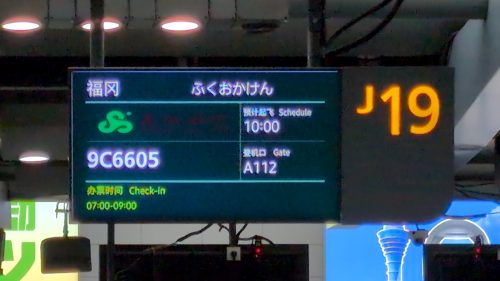 福冈 ふくおかけん
预计起飞 Schedule
10:00
9C6605
登机口 Gate
A112
办票时间 Check-in
07:00-09:00
J19